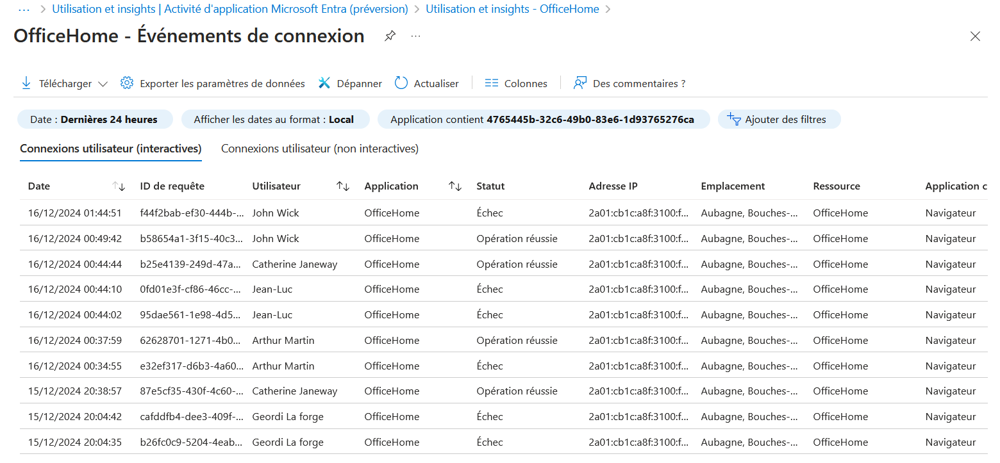 … > Utilisation et insights | Activité d'application Microsoft Entra (préversion) > Utilisation et insights - OfficeHome >
OfficeHome - Événements de connexion …
Télécharger Exporter les paramètres de données Dépanner Actualiser Colonnes Des commentaires ?
Date : Dernières 24 heures Afficher les dates au format : Local Application contient 4765445b-32c6-49b0-83e6-1d93765276ca Ajouter des filtres
Connexions utilisateur (interactives) Connexions utilisateur (non interactives)
Date ID de requête Utilisateur Application Statut Adresse IP Emplacement Ressource Application c
16/12/2024 01:44:51 f44f2bab-ef30-444b-... John Wick OfficeHome Échec 2a01:cb1c:a8f:3100:f... Aubagne, Bouches-... OfficeHome Navigateur
16/12/2024 00:49:42 b58654a1-3f15-40c3... John Wick OfficeHome Opération réussie 2a01:cb1c:a8f:3100:f... Aubagne, Bouches-... OfficeHome Navigateur
16/12/2024 00:44:44 b25e4139-249d-47a... Catherine Janeway OfficeHome Opération réussie 2a01:cb1c:a8f:3100:f... Aubagne, Bouches-... OfficeHome Navigateur
16/12/2024 00:44:10 0fd01e3f-cf86-46cc-... Jean-Luc OfficeHome Échec 2a01:cb1c:a8f:3100:f... Aubagne, Bouches-... OfficeHome Navigateur
16/12/2024 00:44:02 95dae561-1e98-4d5... Jean-Luc OfficeHome Échec 2a01:cb1c:a8f:3100:f... Aubagne, Bouches-... OfficeHome Navigateur
16/12/2024 00:37:59 62628701-1271-4b0... Arthur Martin OfficeHome Opération réussie 2a01:cb1c:a8f:3100:f... Aubagne, Bouches-... OfficeHome Navigateur
16/12/2024 00:34:55 e32ef317-d6b3-4a60... Arthur Martin OfficeHome Échec 2a01:cb1c:a8f:3100:f... Aubagne, Bouches-... OfficeHome Navigateur
15/12/2024 20:38:57 87e5cf35-430f-4c60-... Catherine Janeway OfficeHome Opération réussie 2a01:cb1c:a8f:3100:f... Aubagne, Bouches-... OfficeHome Navigateur
15/12/2024 20:04:42 cafddfb4-dee3-409f-... Geordi La forge OfficeHome Échec 2a01:cb1c:a8f:3100:f... Aubagne, Bouches-... OfficeHome Navigateur
15/12/2024 20:04:35 b26fc0c9-5204-4eab... Geordi La forge OfficeHome Échec 2a01:cb1c:a8f:3100:f... Aubagne, Bouches-... OfficeHome Navigateur